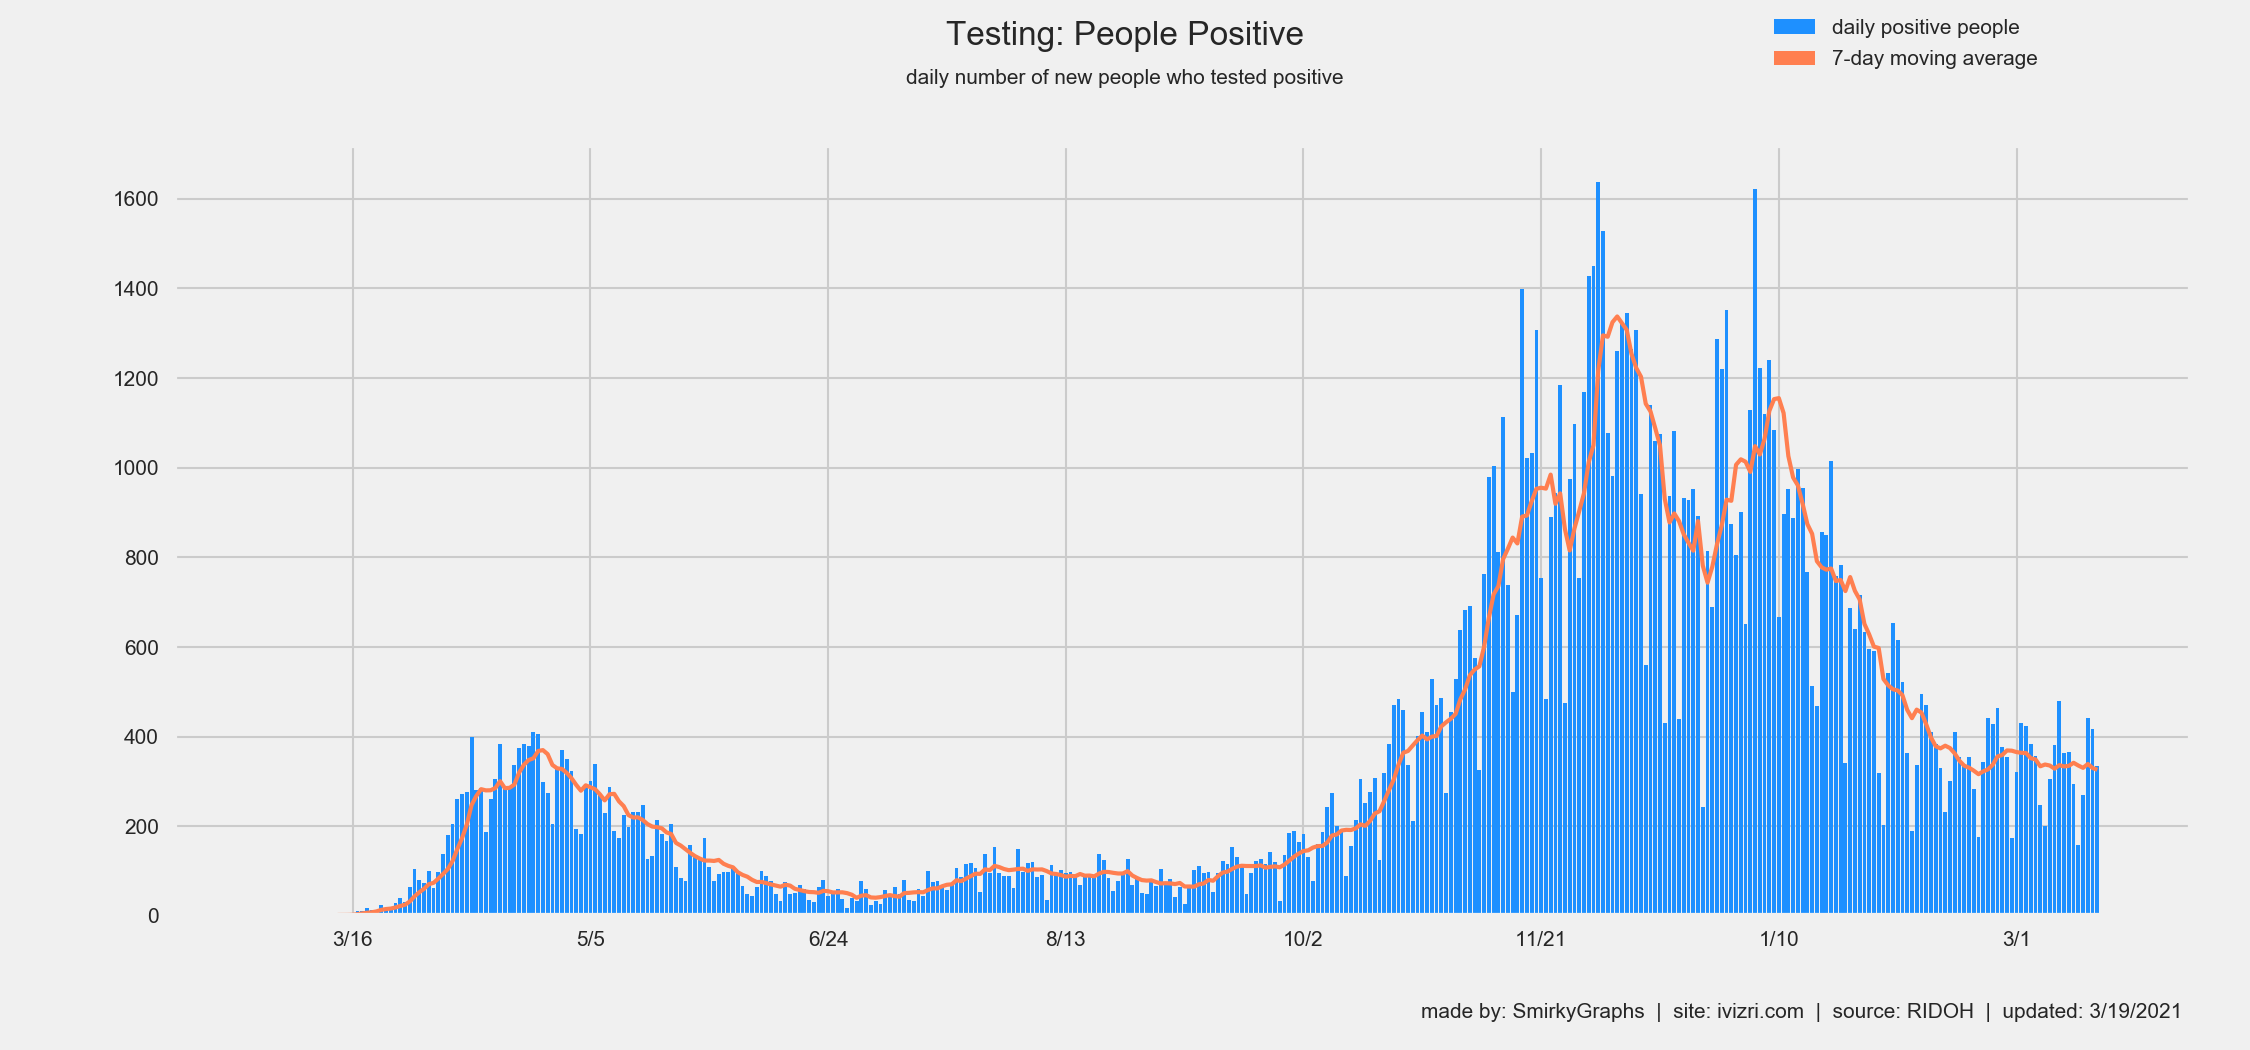 Testing: People Positive
daily number of new people who tested positive
daily positive people
7-day moving average
1600
1400
1200
1000
800
600
400
200
0
3/16 5/5 6/24 8/13 10/2 11/21 1/10 3/1
made by: SmirkyGraphs | site: ivizri.com | source: RIDOH | updated: 3/19/2021